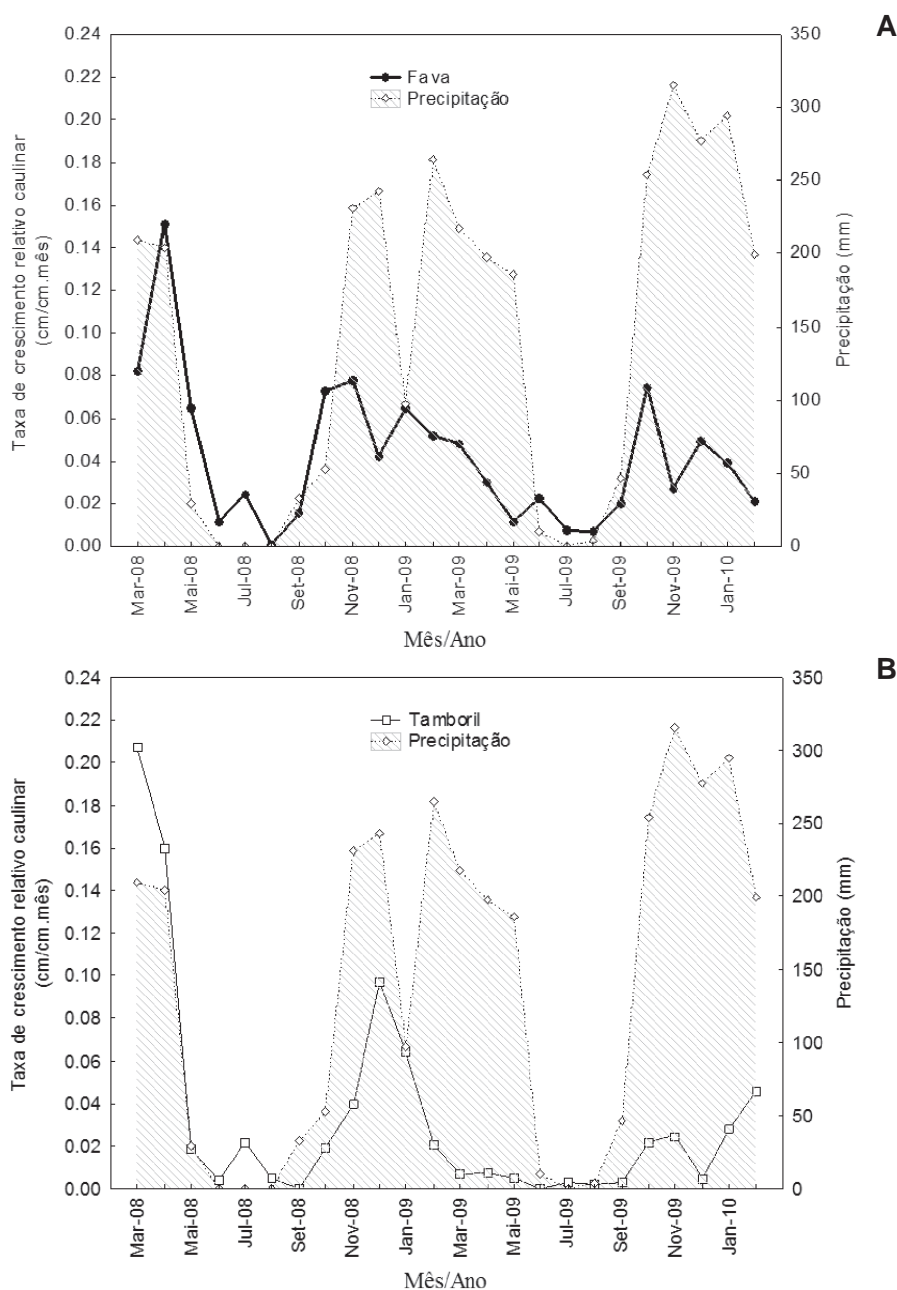 A
0.24
0.22
0.20
0.18
0.16
0.14
0.12
0.10
0.08
0.06
0.04
0.02
0.00
Taxa de crescimento relativo caulinar
(cm/cm.mês)
Fava
Precipitação
350
300
250
200
150
100
50
0
Precipitação (mm)
Mar-08
Mai-08
Jul-08
Set-08
Nov-08
Jan-09
Mar-09
Mai-09
Jul-09
Set-09
Nov-09
Jan-10
Mês/Ano
B
0.24
0.22
0.20
0.18
0.16
0.14
0.12
0.10
0.08
0.06
0.04
0.02
0.00
Taxa de crescimento relativo caulinar
(cm/cm.mês)
Tamboril
Precipitação
350
300
250
200
150
100
50
0
Precipitação (mm)
Mar-08
Mai-08
Jul-08
Set-08
Nov-08
Jan-09
Mar-09
Mai-09
Jul-09
Set-09
Nov-09
Jan-10
Mês/Ano